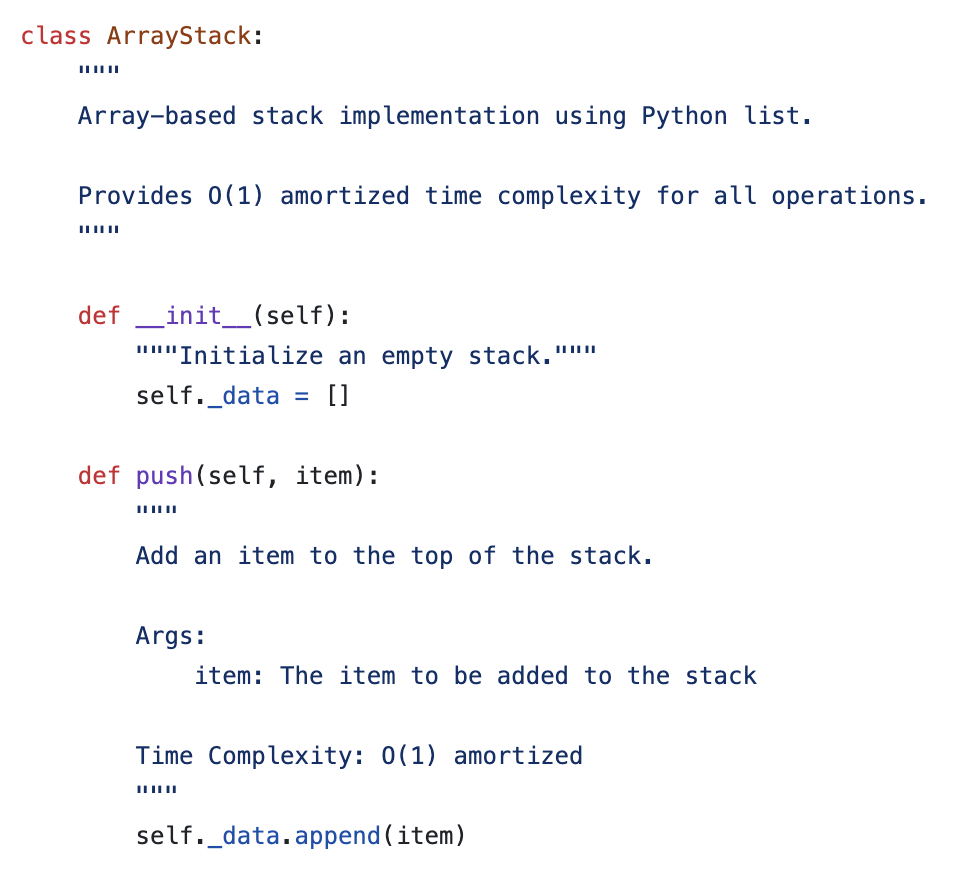 class ArrayStack:
    """
    Array-based stack implementation using Python list.

    Provides O(1) amortized time complexity for all operations.
    """

    def __init__(self):
        """Initialize an empty stack."""
        self._data = []

    def push(self, item):
        """
        Add an item to the top of the stack.

        Args:
            item: The item to be added to the stack

        Time Complexity: O(1) amortized
        """
        self._data.append(item)